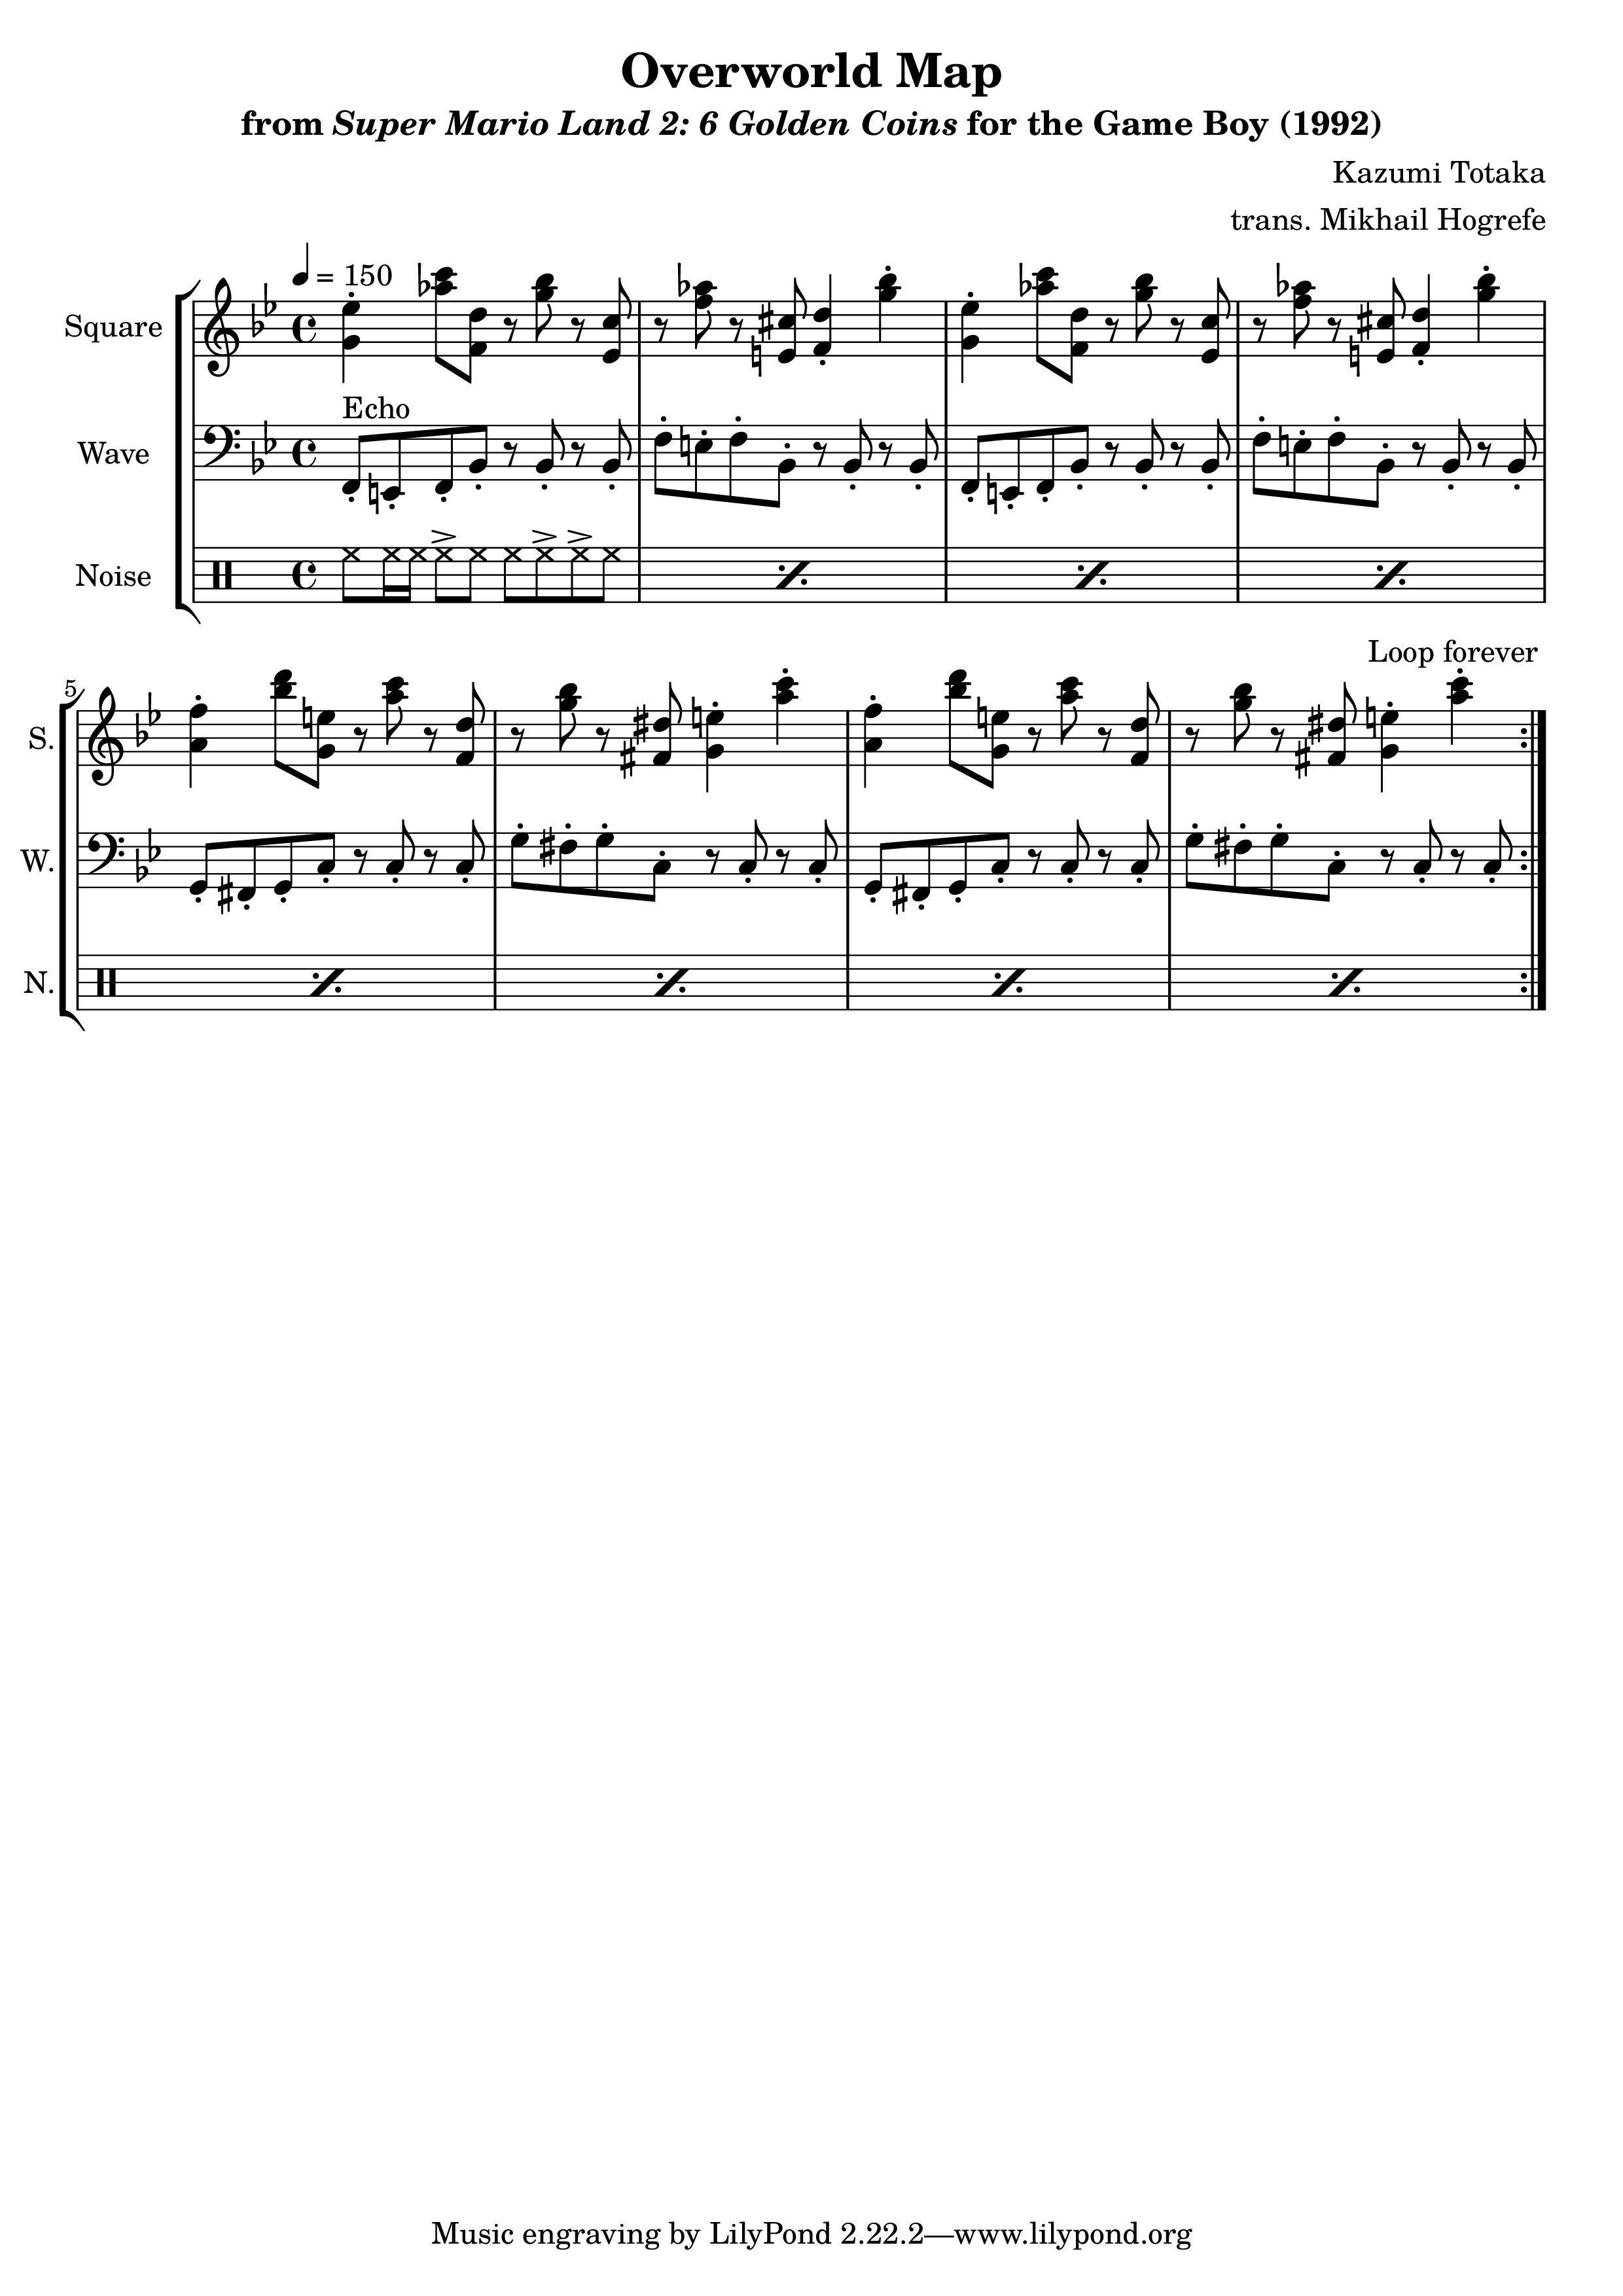 Overworld Map
from Super Mario Land 2: 6 Golden Coins for the Game Boy (1992)
Kazumi Totaka
trans. Mikhail Hogrefe
= 150
Square
Echo
Wave
Noise
Loop forever
5
S.
W.
N.
Music engraving by LilyPond 2.22.2—www.lilypond.org